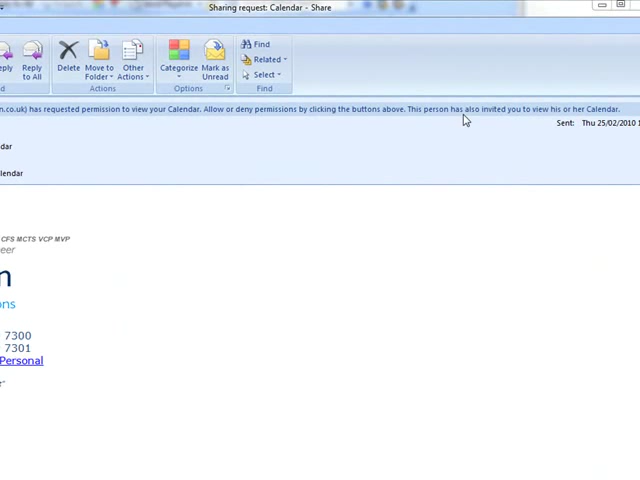 Sharing request: Calendar - Share
Reply to All
Delete
Move to Folder
Other Actions
Actions
Categorize
Mark as Unread
Options
Find
Related
Select
Find
n.co.uk) has requested permission to view your Calendar. Allow or deny permissions by clicking the buttons above. This person has also invited you to view his or her Calendar.
Sent: Thu 25/02/2010 1
dar
lendar
CFS MCTS VCP MVP
eer
n
ons
7300
7301
Personal